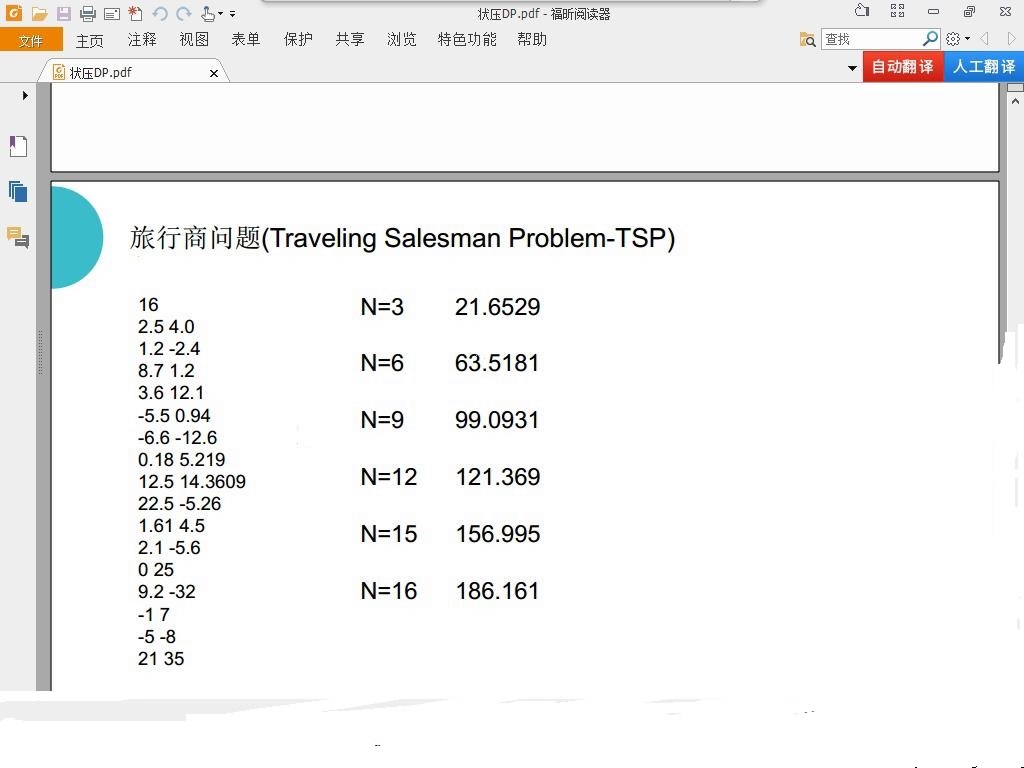 状压DP.pdf - 福昕阅读器
文件 主页 注释 视图 表单 保护 共享 浏览 特色功能 帮助 查找
状压DP.pdf 自动翻译 人工翻译
旅行商问题(Traveling Salesman Problem-TSP)
16
2.5 4.0
1.2 -2.4
8.7 1.2
3.6 12.1
-5.5 0.94
-6.6 -12.6
0.18 5.219
12.5 14.3609
22.5 -5.26
1.61 4.5
2.1 -5.6
0 25
9.2 -32
-1 7
-5 -8
21 35
N=3 21.6529
N=6 63.5181
N=9 99.0931
N=12 121.369
N=15 156.995
N=16 186.161